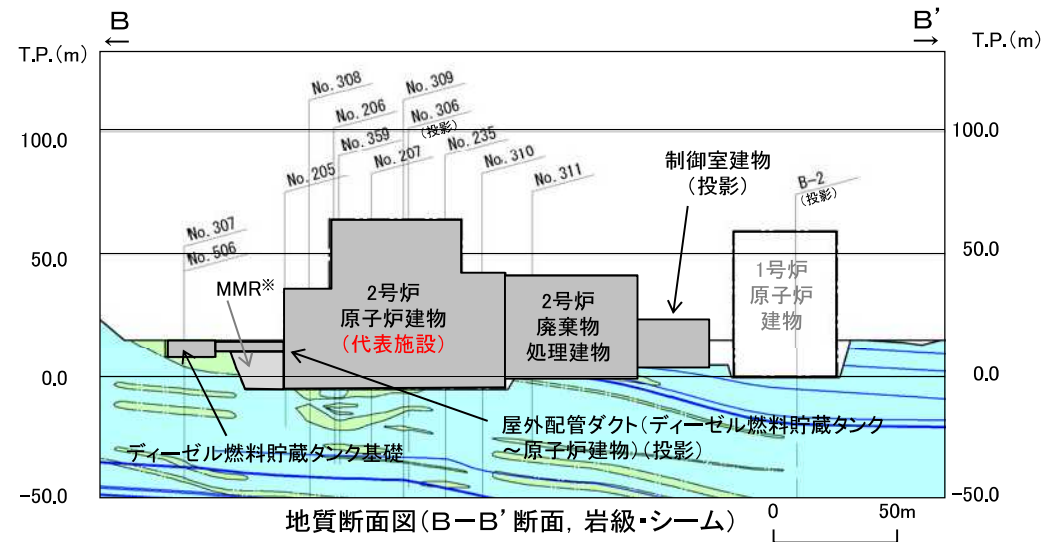 B
B’
T.P.(m)
T.P.(m)
No.308
No.309
No.206
No.306
(投影)
No.359
No.235
No.207
No.310
No.205
No.311
制御室建物
(投影)
B-2
(投影)
100.0
100.0
No.307
No.506
50.0
50.0
MMR※
2号炉
原子炉建物
(代表施設)
2号炉
廃棄物
処理建物
1号炉
原子炉
建物
0.0
0.0
屋外配管ダクト(ディーゼル燃料貯蔵タンク
~原子炉建物)(投影)
ディーゼル燃料貯蔵タンク基礎
-50.0
-50.0
地質断面図(B-B’断面, 岩級・シーム)
0
50m